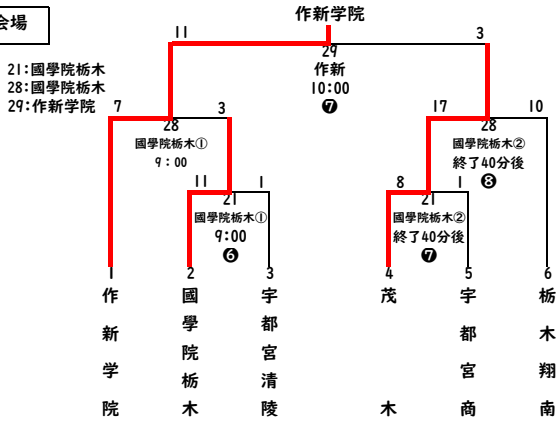 会場
作新学院
11
3
29
作新
10:00
❼
21:國學院栃木
28:國學院栃木
29:作新学院
7
3
17
10
28
國學院栃木①
9:00
28
國學院栃木②
終了40分後
❽
11
1
8
1
21
國學院栃木①
9:00
❻
21
國學院栃木②
終了40分後
❼
1
2
3
4
5
6
作新学院
國學院栃木
宇都宮清陵
茂木
宇都宮商
栃木翔南